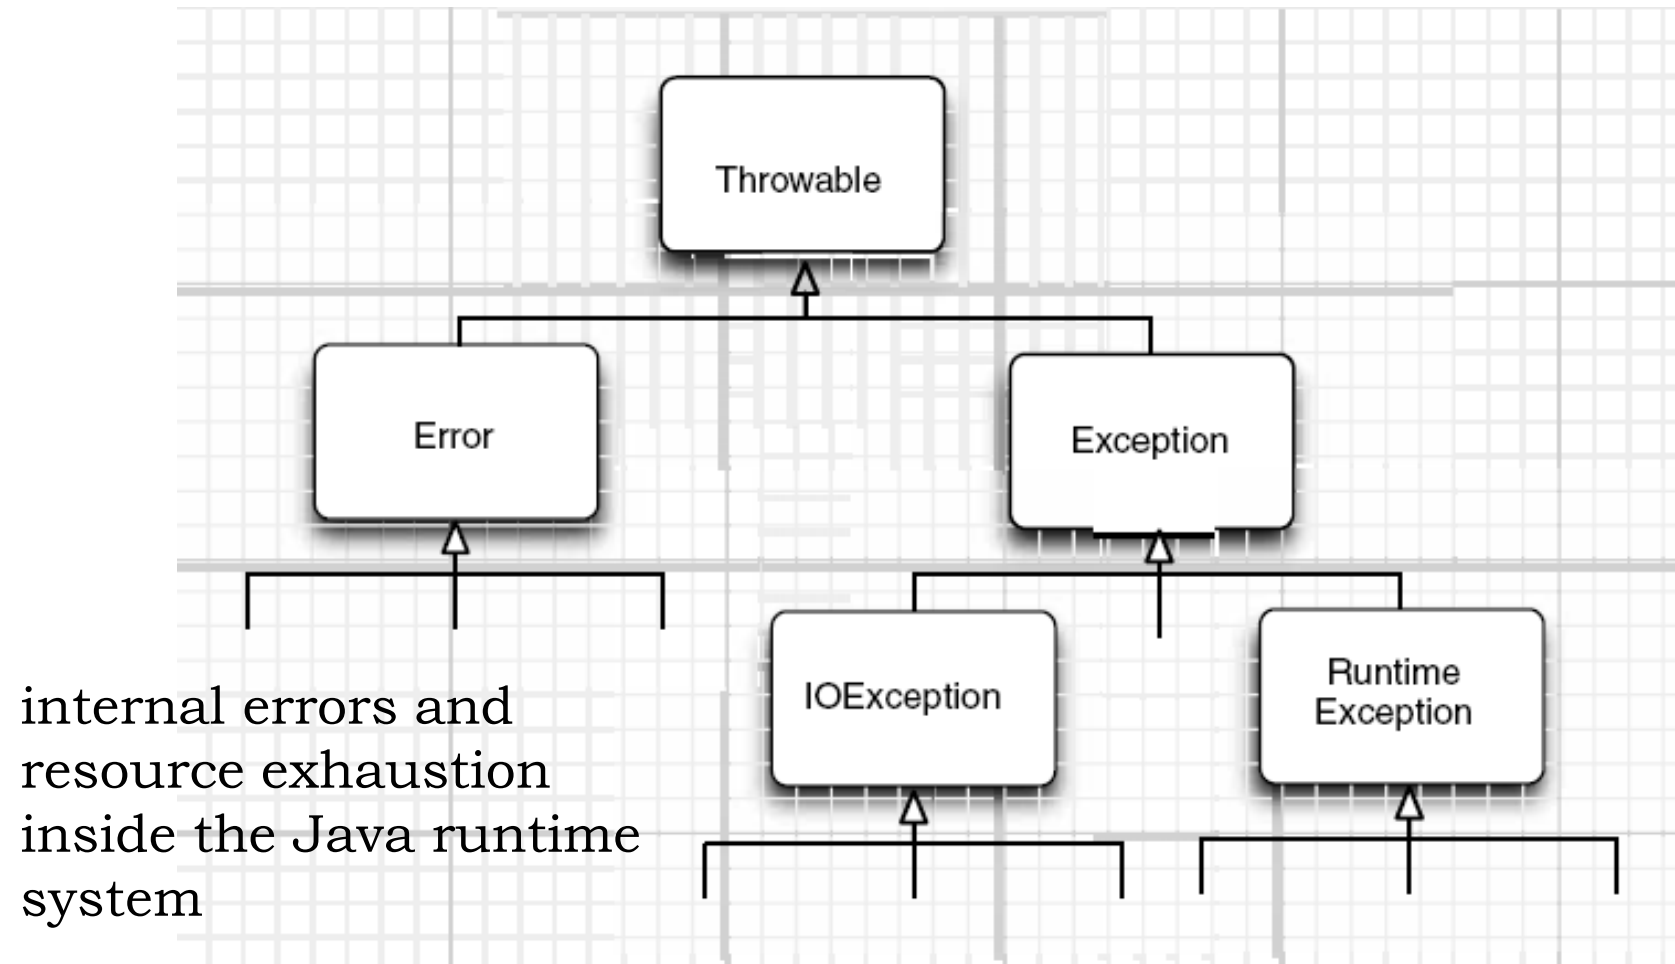 Throwable
Error
Exception
IOException
Runtime
Exception
internal errors and
resource exhaustion
inside the Java runtime
system